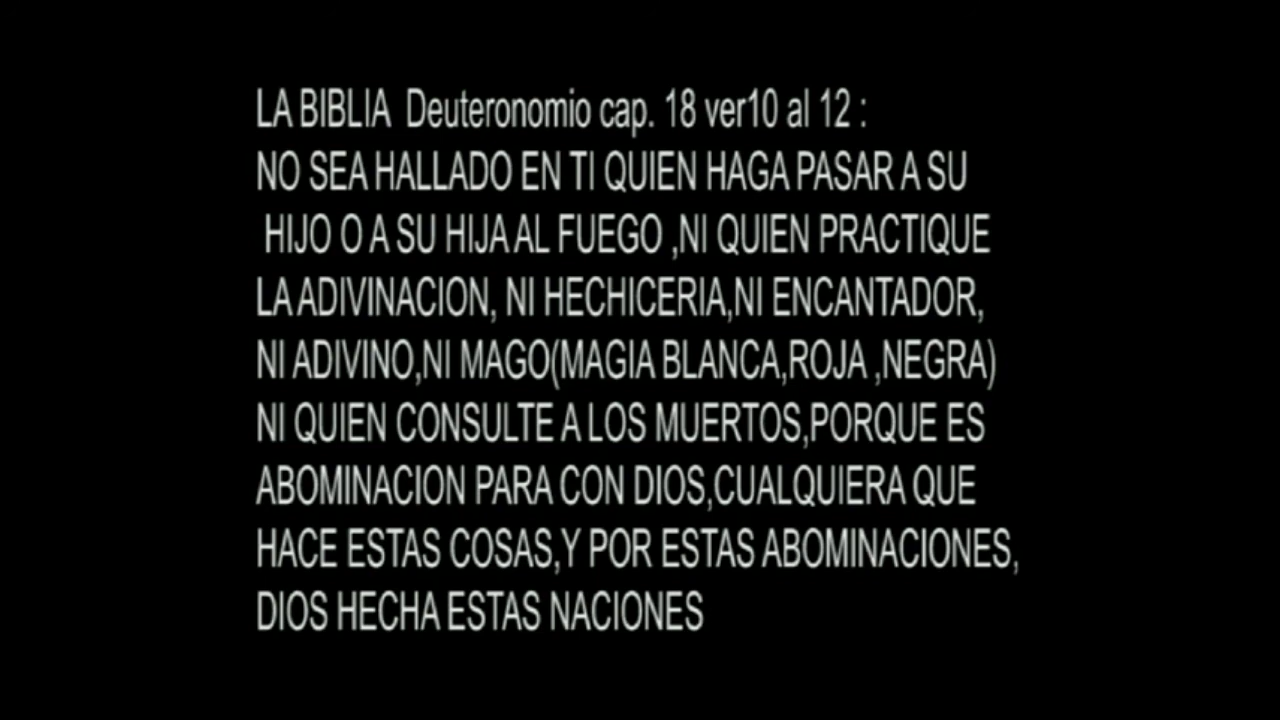 LA BIBLIA Deuteronomio cap. 18 ver10 al 12 :
NO SEA HALLADO EN TI QUIEN HAGA PASAR A SU
HIJO O A SU HIJA AL FUEGO ,NI QUIEN PRACTIQUE
LA ADIVINACION, NI HECHICERIA,NI ENCANTADOR,
NI ADIVINO,NI MAGO(MAGIA BLANCA,ROJA ,NEGRA)
NI QUIEN CONSULTE A LOS MUERTOS,PORQUE ES
ABOMINACION PARA CON DIOS,CUALQUIERA QUE
HACE ESTAS COSAS,Y POR ESTAS ABOMINACIONES,
DIOS HECHA ESTAS NACIONES